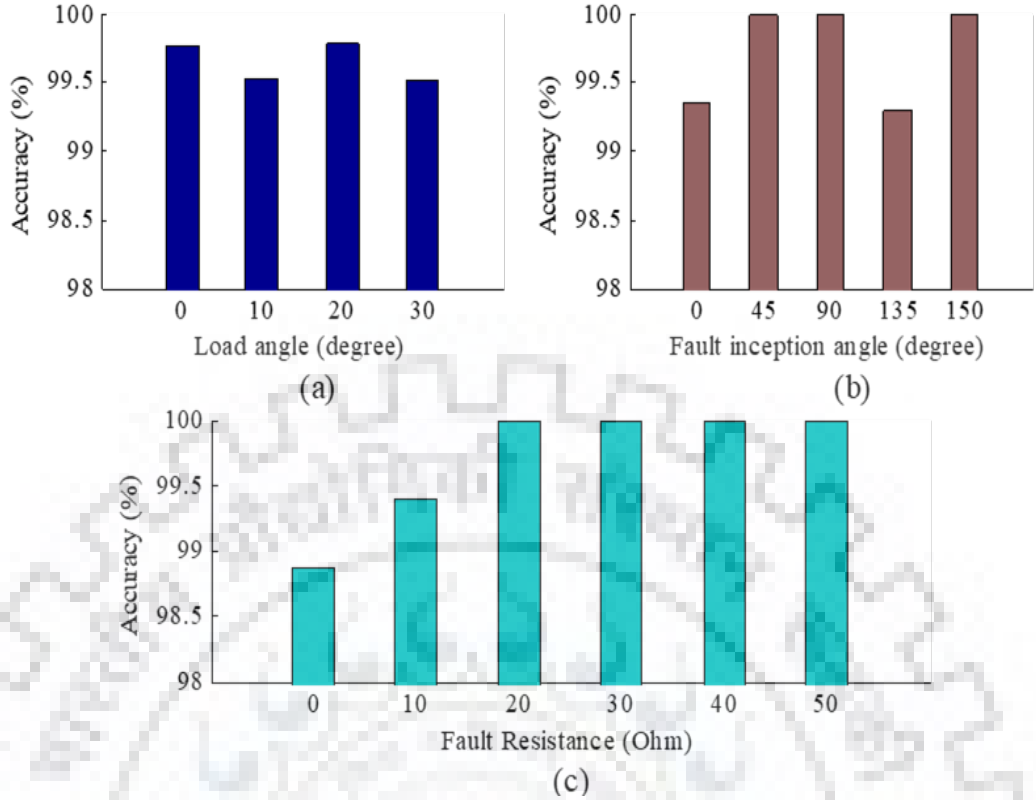 100
99.5
99
98.5
98
Accuracy (%)
0 10 20 30
Load angle (degree)
(a)
100
99.5
99
98.5
98
Accuracy (%)
0 45 90 135 150
Fault inception angle (degree)
(b)
100
99.5
99
98.5
98
Accuracy (%)
0 10 20 30 40 50
Fault Resistance (Ohm)
(c)